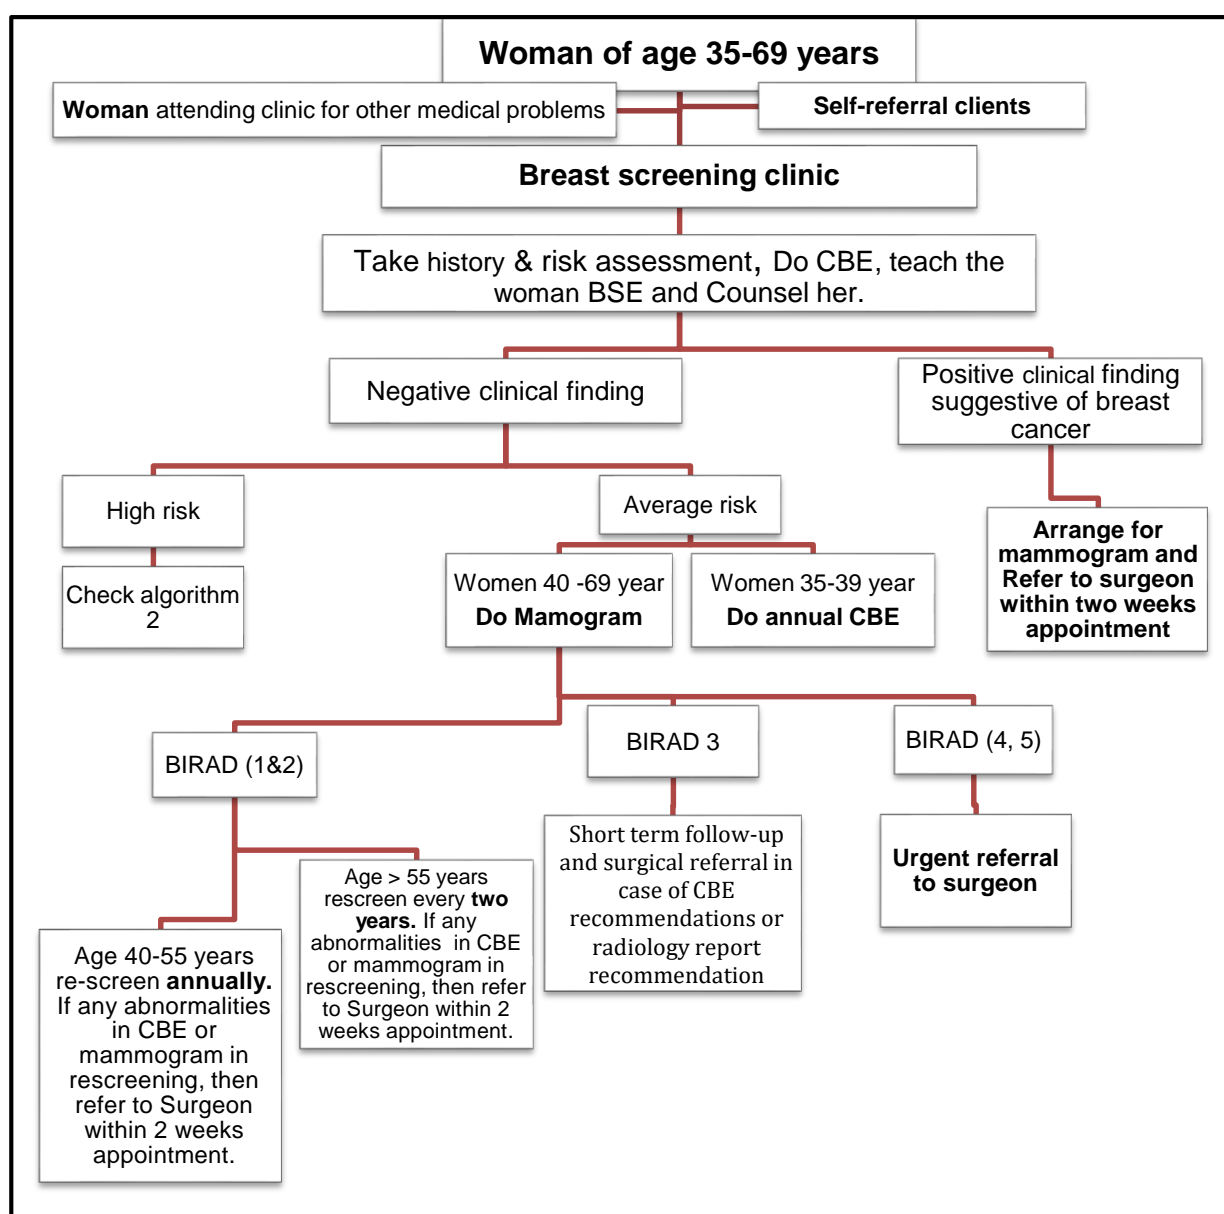 Woman of age 35-69 years
Woman attending clinic for other medical problems
Self-referral clients
Breast screening clinic
Take history & risk assessment, Do CBE, teach the
woman BSE and Counsel her.
Negative clinical finding
Positive clinical finding
suggestive of breast
cancer
High risk
Average risk
Arrange for
mammogram and
Refer to surgeon
within two weeks
appointment
Check algorithm
2
Women 40 -69 year
Do Mamogram
Women 35-39 year
Do annual CBE
BIRAD (1&2)
BIRAD 3
BIRAD (4, 5)
Age 40-55 years
re-screen annually.
If any abnormalities
in CBE or
mammogram in
rescreening, then
refer to Surgeon
within 2 weeks
appointment.
Age > 55 years
rescreen every two
years. If any
abnormalities in CBE
or mammogram in
rescreening, then refer
to Surgeon within 2
weeks appointment.
Short term follow-up
and surgical referral in
case of CBE
recommendations or
radiology report
recommendation
Urgent referral
to surgeon